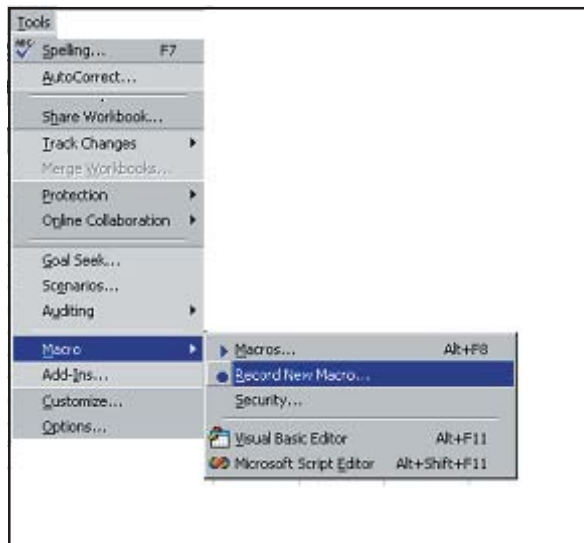 Tools
ABC Spelling... F7
AutoCorrect...
Share Workbook...
Track Changes
Merge Workbooks...
Protection
Online Collaboration
Goal Seek...
Scenarios...
Auditing
Macro
Macros... Alt+F8
Add-Ins...
Record New Macro...
Customize...
Security...
Options...
Visual Basic Editor Alt+F11
Microsoft Script Editor Alt+Shift+F11